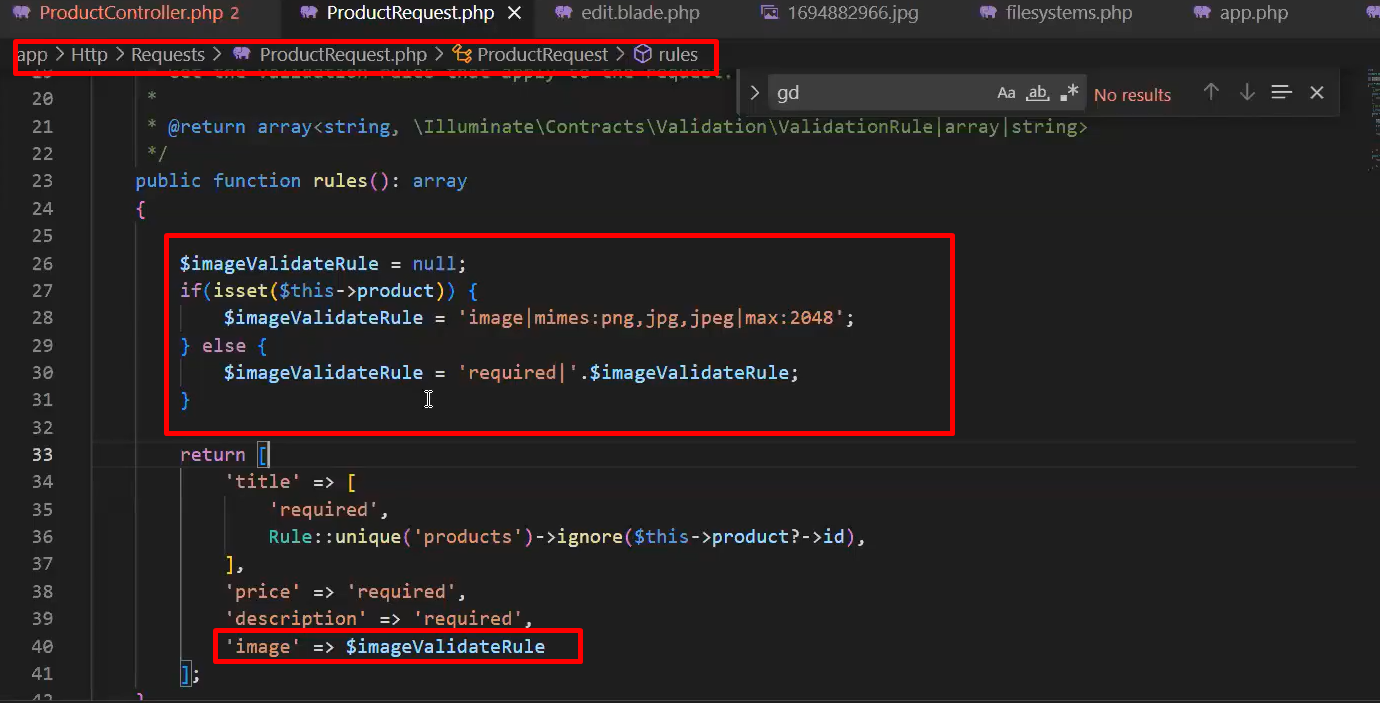 ProductController.php 2 ProductRequest.php edit.blade.php 1694882966.jpg filesystems.php app.php
app > Http > Requests > ProductRequest.php > ProductRequest > rules
gd Aa ab .* No results
20 *
21 * @return array<string, \Illuminate\Contracts\Validation\ValidationRule|array|string>
22 */
23 public function rules(): array
24 {
25
26 $imageValidateRule = null;
27 if(isset($this->product)) {
28 $imageValidateRule = 'image|mimes:png,jpg,jpeg|max:2048';
29 } else {
30 $imageValidateRule = 'required|'.$imageValidateRule;
31 }
32
33 return [
34 'title' => [
35 'required',
36 Rule::unique('products')->ignore($this->product?->id),
37 ],
38 'price' => 'required',
39 'description' => 'required',
40 'image' => $imageValidateRule
41 ];